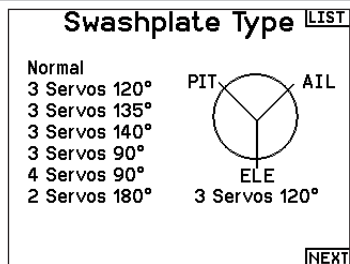 Swashplate Type LIST
Normal
3 Servos 120°
3 Servos 135°
3 Servos 140°
3 Servos 90°
4 Servos 90°
2 Servos 180°
PIT AIL
ELE
3 Servos 120°
NEXT